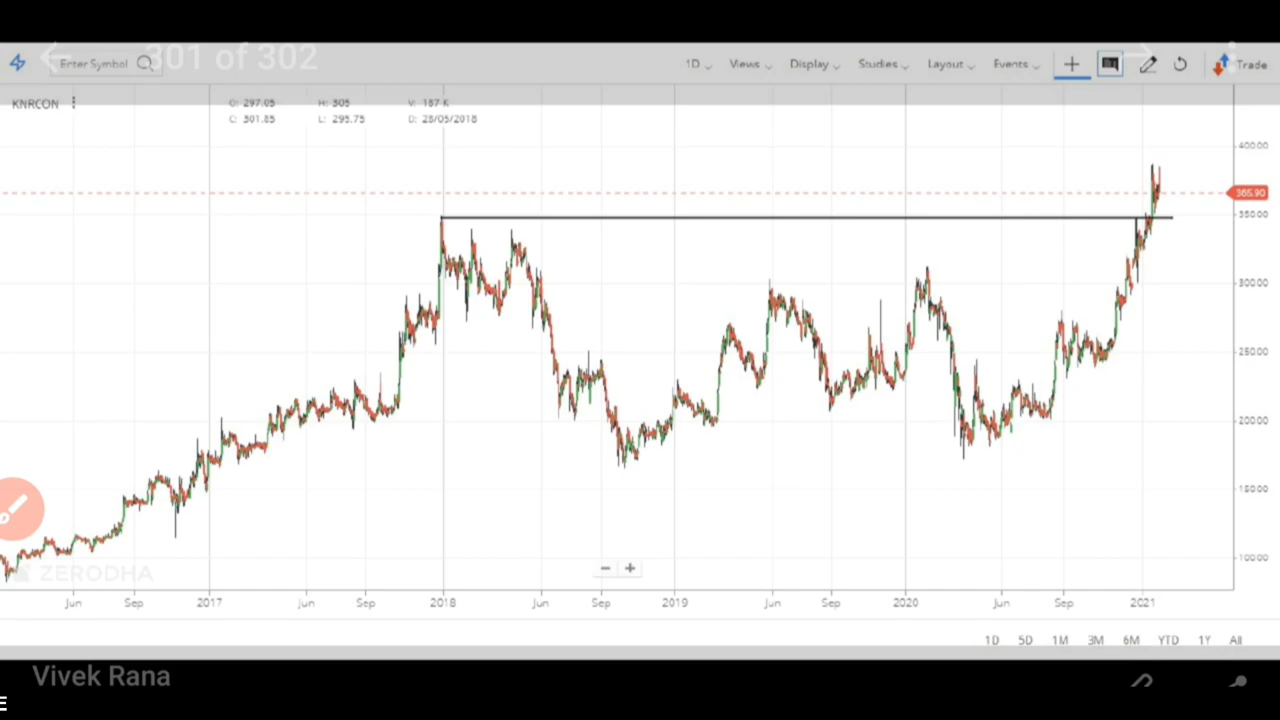 301 of 302
Enter Symbol 1D Views Display Studies Layout Events Trade
KNRCON O: 297.05 H: 305 V: 187 K
C: 301.85 L: 295.75 D: 28/05/2018
400.00
365.90
350.00
300.00
250.00
200.00
150.00
100.00
ZERODHA
Jun Sep 2017 Jun Sep 2018 Jun Sep 2019 Jun Sep 2020 Jun Sep 2021
1D 5D 1M 3M 6M YTD 1Y All
Vivek Rana